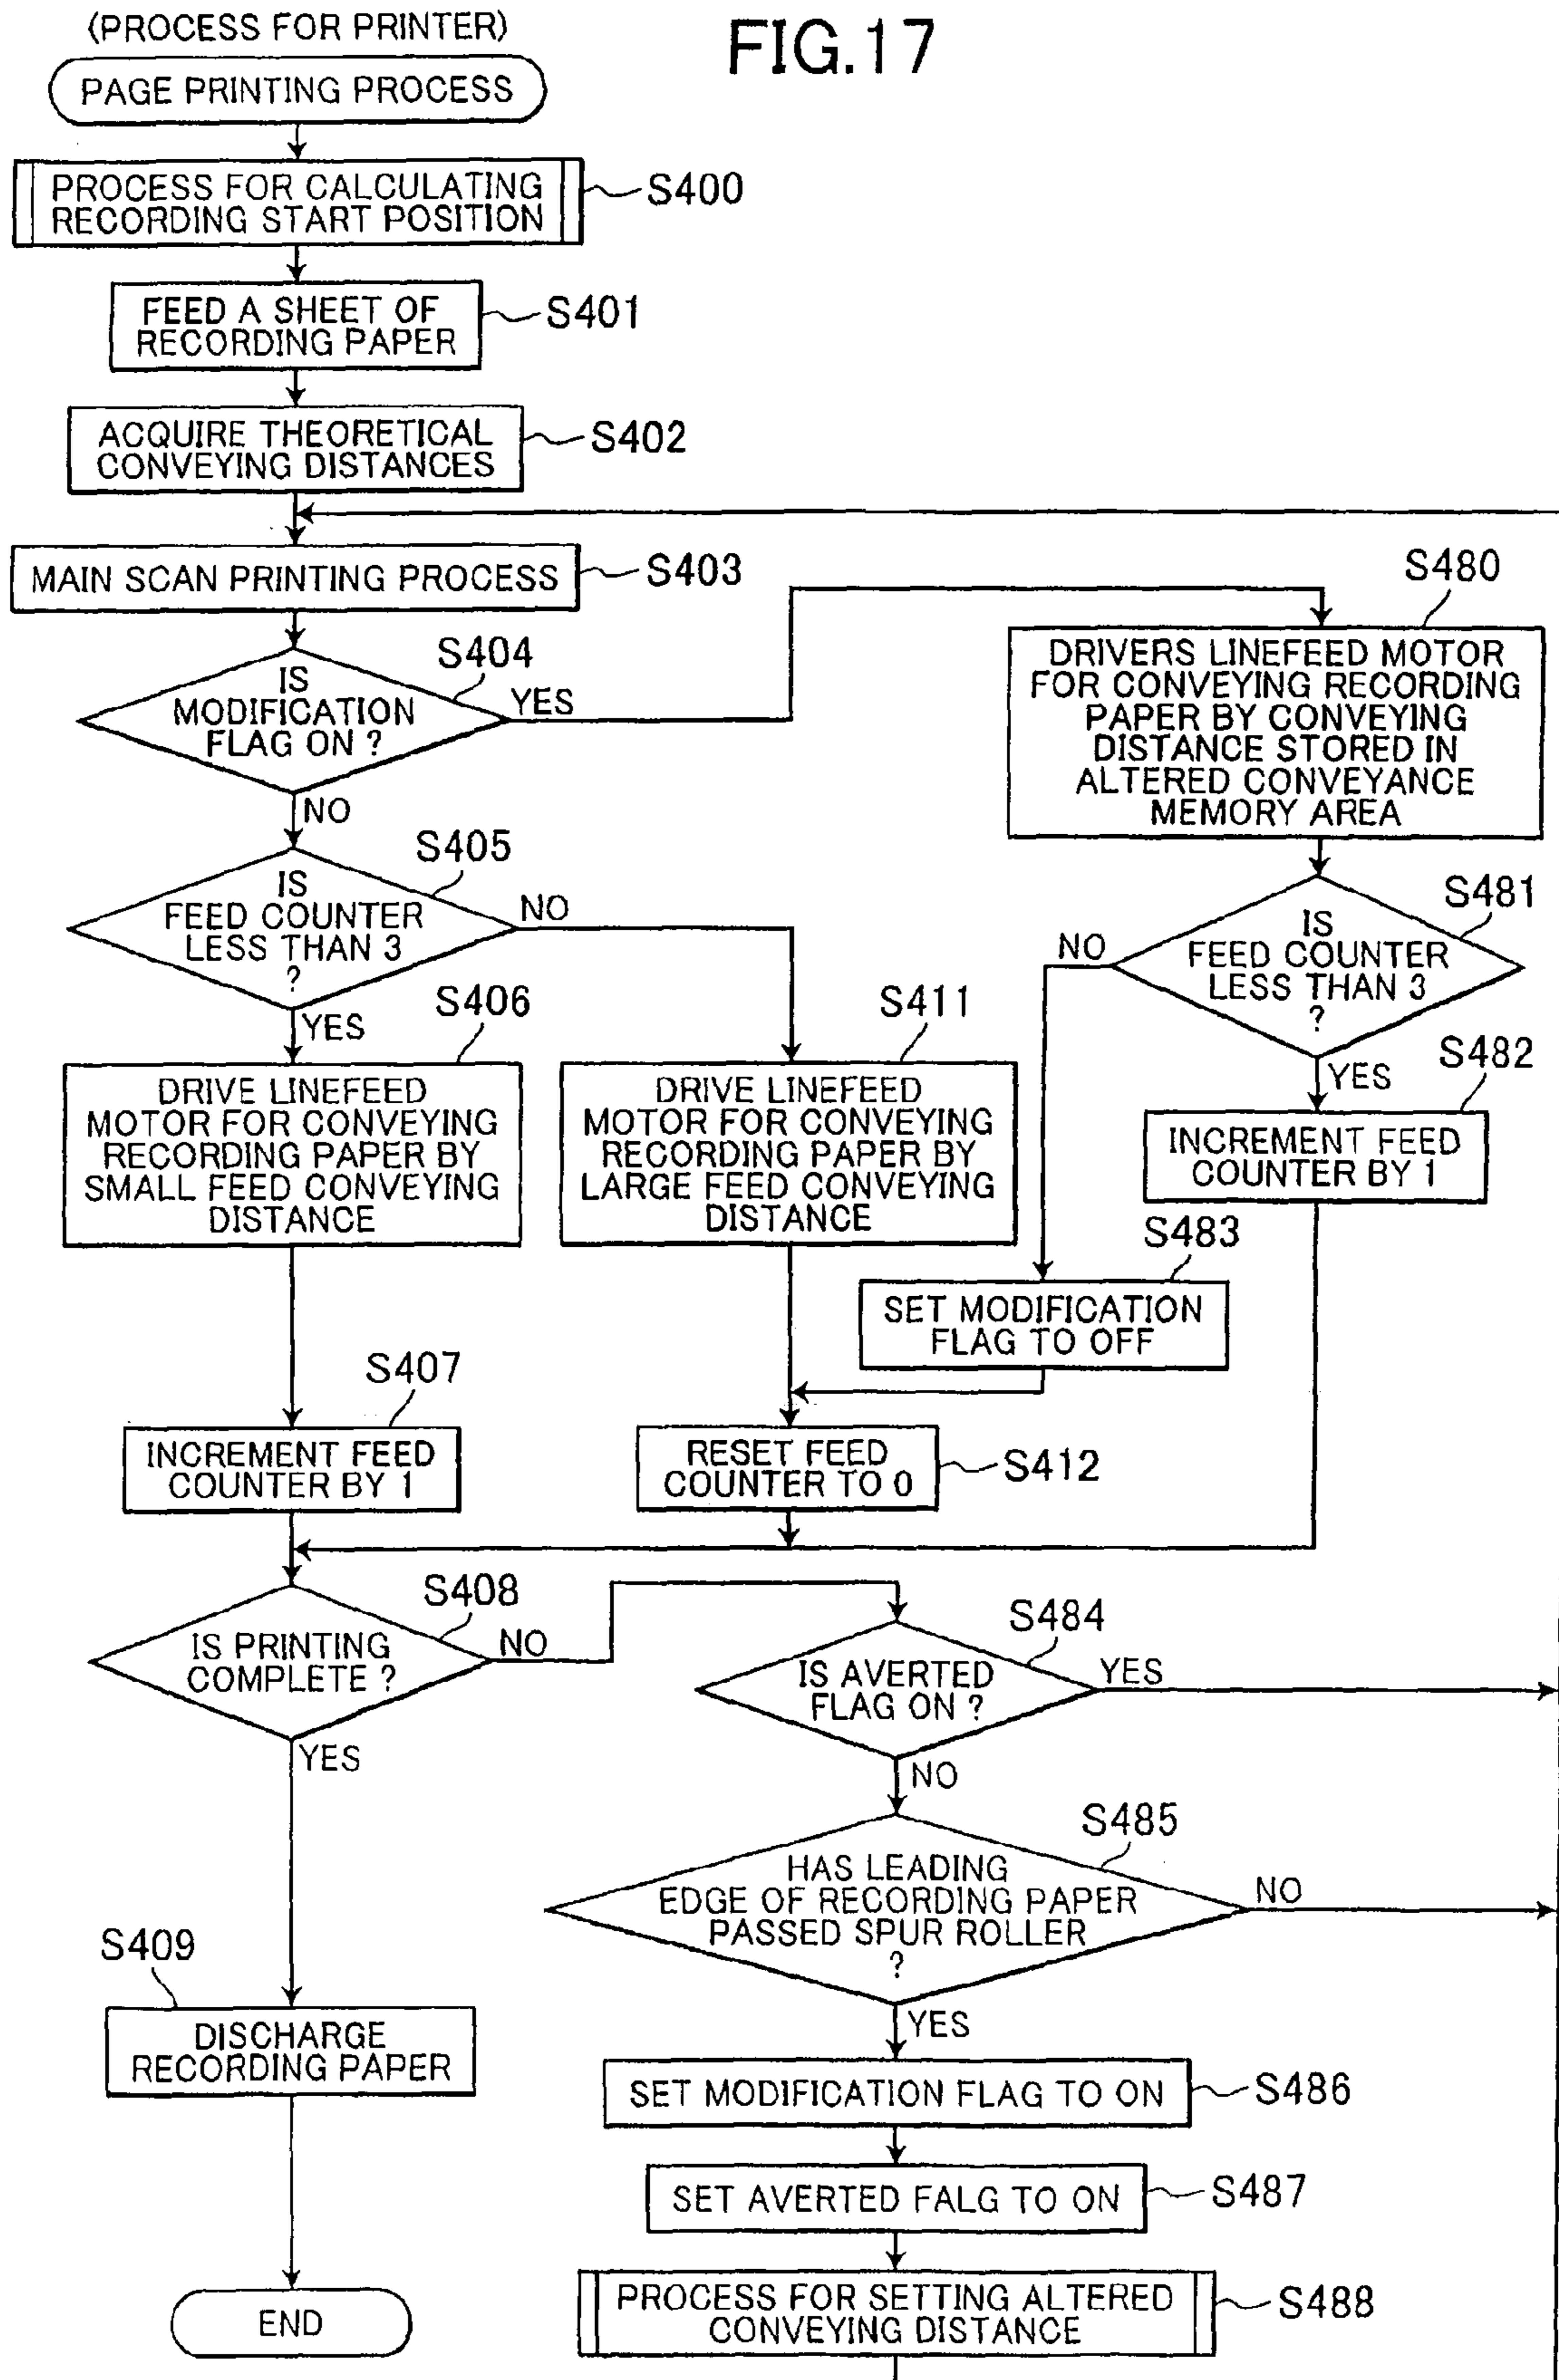 (PROCESS FOR PRINTER)
FIG.17
PAGE PRINTING PROCESS
PROCESS FOR CALCULATING
RECORDING START POSITION
S400
FEED A SHEET OF
RECORDING PAPER
S401
ACQUIRE THEORETICAL
CONVEYING DISTANCES
S402
MAIN SCAN PRINTING PROCESS
S403
S404
IS
MODIFICATION
FLAG ON ?
YES
NO
S480
DRIVERS LINEFEED MOTOR
FOR CONVEYING RECORDING
PAPER BY CONVEYING
DISTANCE STORED IN
ALTERED CONVEYANCE
MEMORY AREA
S405
IS
FEED COUNTER
LESS THAN 3
?
NO
YES
S481
IS
FEED COUNTER
LESS THAN 3
?
NO
YES
S406
DRIVE LINEFEED
MOTOR FOR CONVEYING
RECORDING PAPER BY
SMALL FEED CONVEYING
DISTANCE
S411
DRIVE LINEFEED
MOTOR FOR CONVEYING
RECORDING PAPER BY
LARGE FEED CONVEYING
DISTANCE
S482
INCREMENT FEED
COUNTER BY 1
S483
SET MODIFICATION
FLAG TO OFF
S407
INCREMENT FEED
COUNTER BY 1
RESET FEED
COUNTER TO 0
S412
S408
IS PRINTING
COMPLETE ?
NO
YES
S484
IS AVERTED
FLAG ON ?
YES
NO
S485
HAS LEADING
EDGE OF RECORDING PAPER
PASSED SPUR ROLLER
?
NO
YES
S409
DISCHARGE
RECORDING PAPER
SET MODIFICATION FLAG TO ON
S486
SET AVERTED FALG TO ON
S487
END
PROCESS FOR SETTING ALTERED
CONVEYING DISTANCE
S488